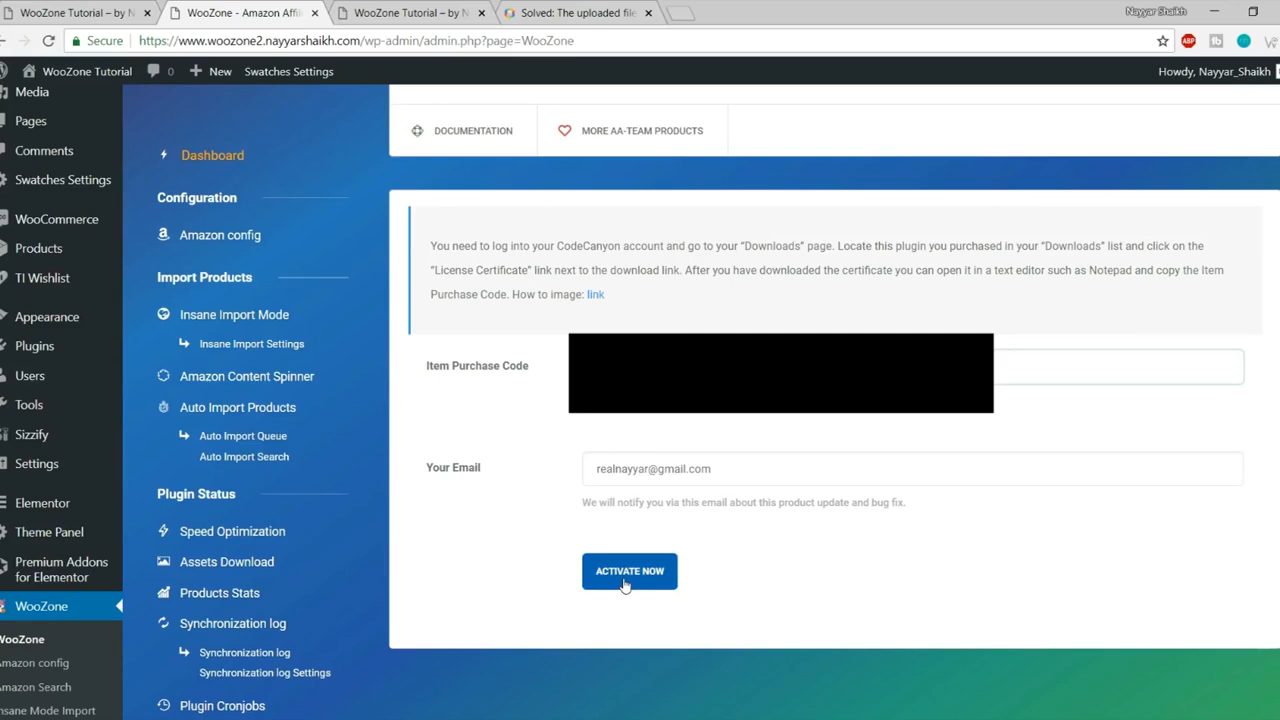 WooZone Tutorial – by N
WooZone - Amazon Affili
WooZone Tutorial – by N
Solved: The uploaded file
Nayyar Shaikh
Secure
https://www.woozone2.nayyarshaikh.com/wp-admin/admin.php?page=WooZone
ABP
WooZone Tutorial
0
New
Swatches Settings
Howdy, Nayyar_Shaikh
Media
Pages
Comments
Swatches Settings
WooCommerce
Products
TI Wishlist
Appearance
Plugins
Users
Tools
Sizzify
Settings
Elementor
Theme Panel
Premium Addons
for Elementor
WooZone
WooZone
Amazon config
Amazon Search
Insane Mode Import
Dashboard
Configuration
Amazon config
Import Products
Insane Import Mode
Insane Import Settings
Amazon Content Spinner
Auto Import Products
Auto Import Queue
Auto Import Search
Plugin Status
Speed Optimization
Assets Download
Products Stats
Synchronization log
Synchronization log
Synchronization log Settings
Plugin Cronjobs
DOCUMENTATION
MORE AA-TEAM PRODUCTS
You need to log into your CodeCanyon account and go to your "Downloads" page. Locate this plugin you purchased in your "Downloads" list and click on the
"License Certificate" link next to the download link. After you have downloaded the certificate you can open it in a text editor such as Notepad and copy the Item
Purchase Code. How to image: link
Item Purchase Code
Your Email
realnayyar@gmail.com
We will notify you via this email about this product update and bug fix.
ACTIVATE NOW